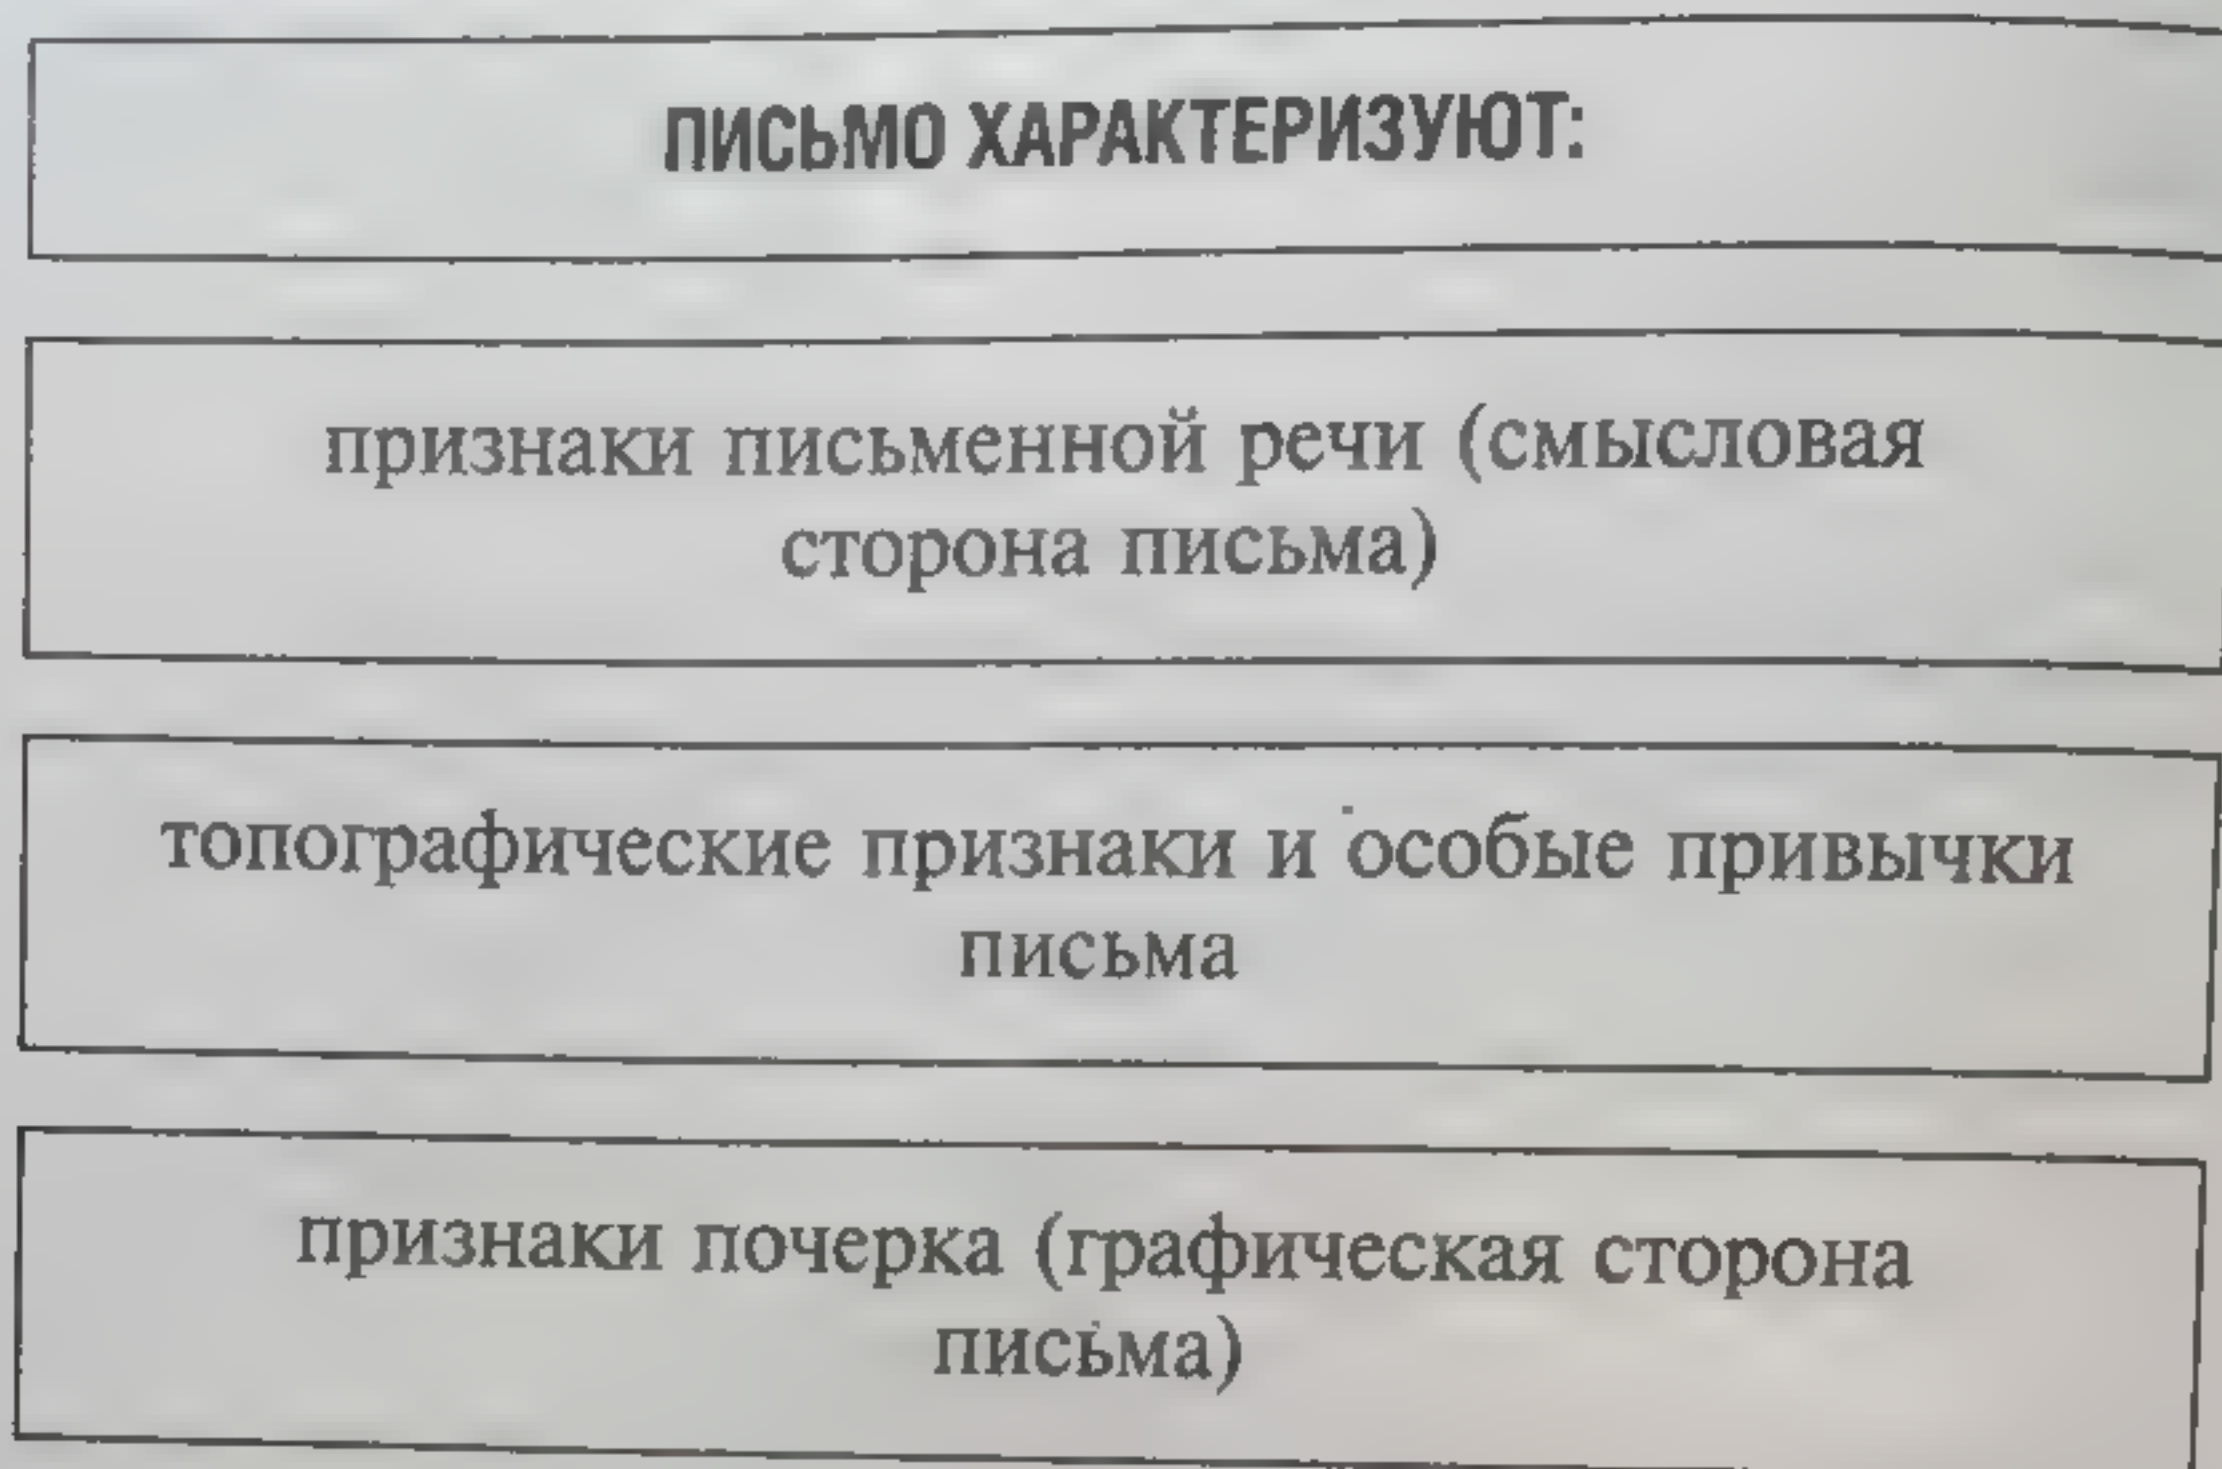 ПИСЬМО ХАРАКТЕРИЗУЮТ:
признаки письменной речи (смысловая
сторона письма)
топографические признаки и особые привычки
письма
признаки почерка (графическая сторона
письма)